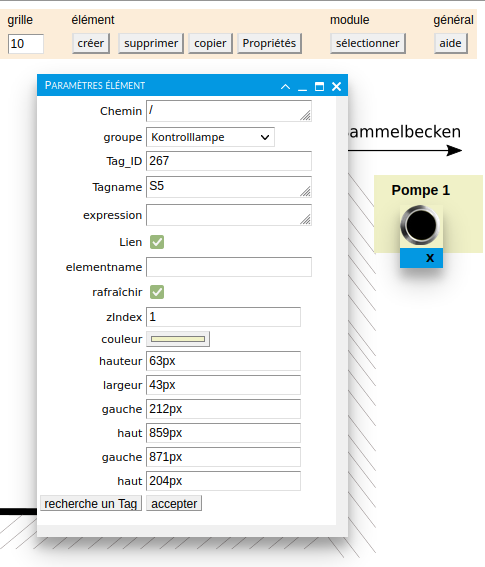 grille élément module général
10 créer supprimer copier Propriétés sélectionner aide
Paramètres élément
Chemin /
groupe Kontrolllampe
Tag_ID 267
Tagname S5
expression
Lien
elementname
rafraîchir
zIndex 1
couleur
hauteur 63px
largeur 43px
gauche 212px
haut 859px
gauche 871px
haut 204px
recherche un Tag accepter
ammelbecken
Pompe 1
x